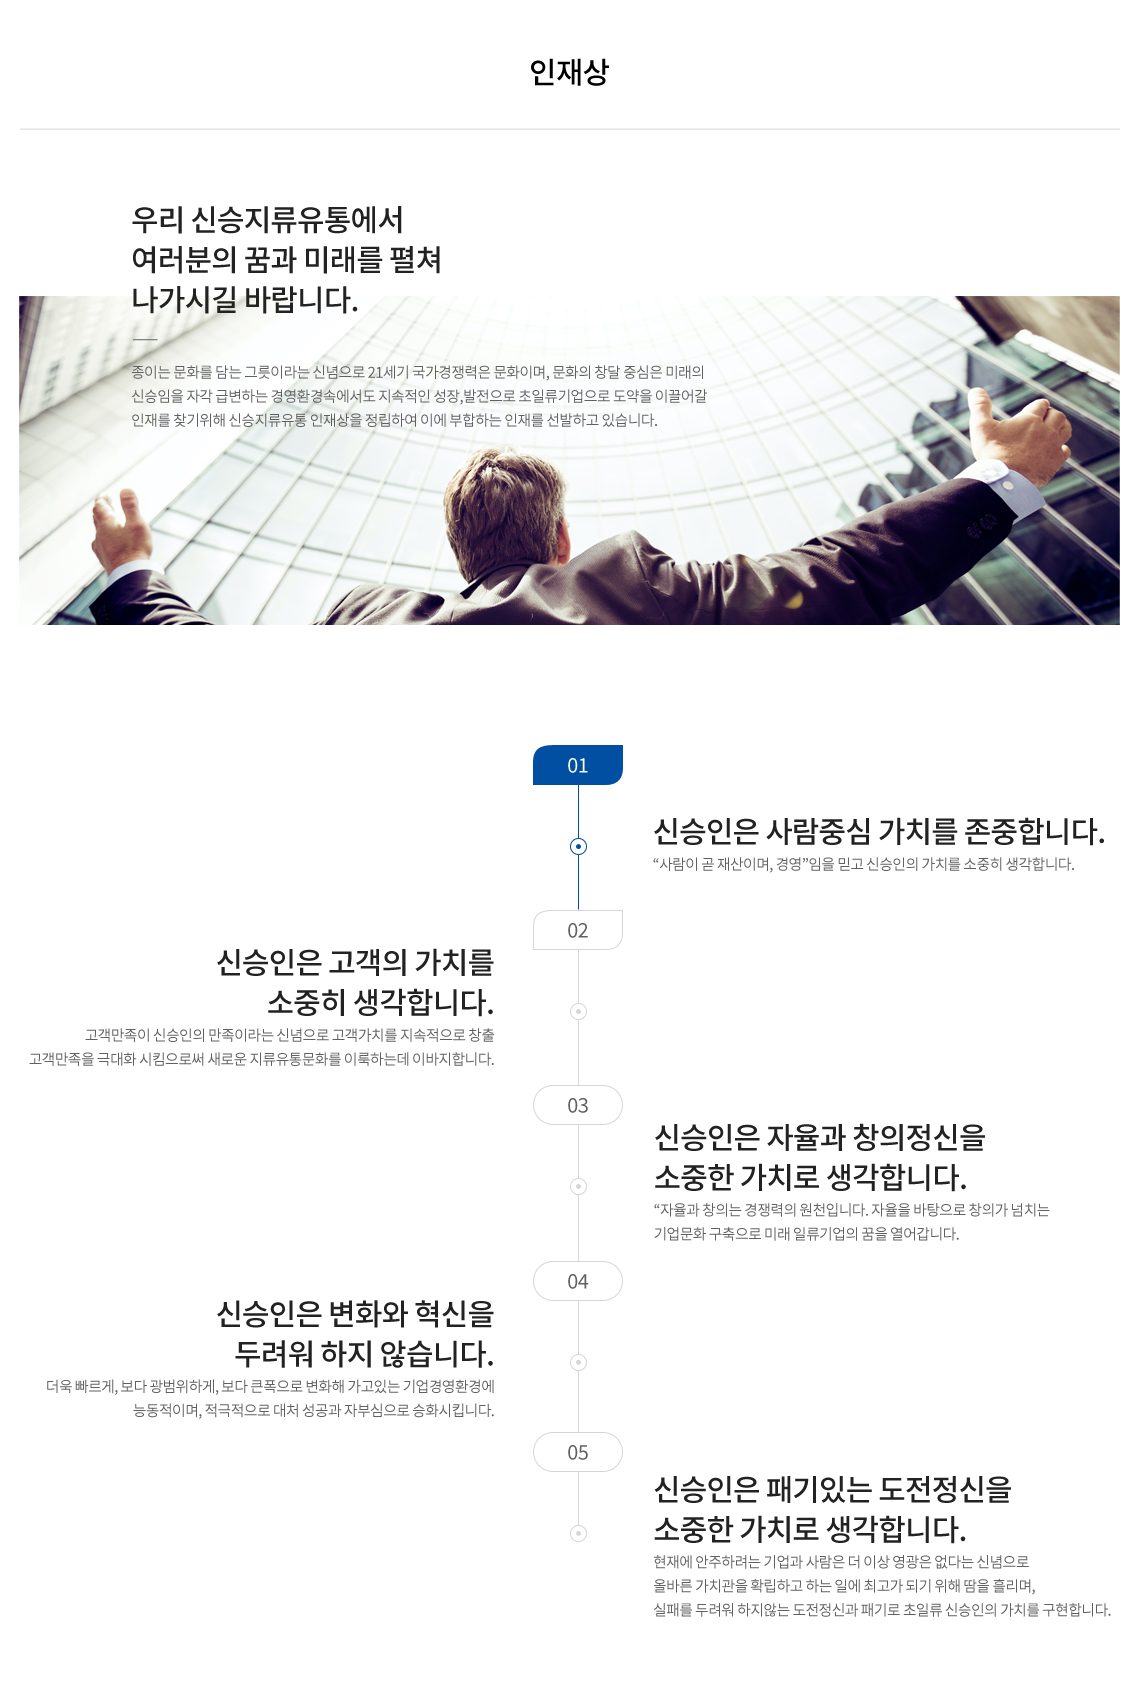 인재상
우리 신승지류유통에서
여러분의 꿈과 미래를 펼쳐
나가시길 바랍니다.
종이는 문화를 담는 그릇이라는 신념으로 21세기 국가경쟁력은 문화이며, 문화의 창달 중심은 미래의
신승임을 자각 급변하는 경영환경속에서도 지속적인 성장,발전으로 초일류기업으로 도약을 이끌어갈
인재를 찾기위해 신승지류유통 인재상을 정립하여 이에 부합하는 인재를 선발하고 있습니다.
01
신승인은 사람중심 가치를 존중합니다.
“사람이 곧 재산이며, 경영”임을 믿고 신승인의 가치를 소중히 생각합니다.
02
신승인은 고객의 가치를
소중히 생각합니다.
고객만족이 신승인의 만족이라는 신념으로 고객가치를 지속적으로 창출
고객만족을 극대화 시킴으로써 새로운 지류유통문화를 이룩하는데 이바지합니다.
03
신승인은 자율과 창의정신을
소중한 가치로 생각합니다.
“자율과 창의는 경쟁력의 원천입니다. 자율을 바탕으로 창의가 넘치는
기업문화 구축으로 미래 일류기업의 꿈을 열어갑니다.
04
신승인은 변화와 혁신을
두려워 하지 않습니다.
더욱 빠르게, 보다 광범위하게, 보다 큰폭으로 변화해 가고있는 기업경영환경에
능동적이며, 적극적으로 대처 성공과 자부심으로 승화시킵니다.
05
신승인은 패기있는 도전정신을
소중한 가치로 생각합니다.
현재에 안주하려는 기업과 사람은 더 이상 영광은 없다는 신념으로
올바른 가치관을 확립하고 하는 일에 최고가 되기 위해 땀을 흘리며,
실패를 두려워 하지않는 도전정신과 패기로 초일류 신승인의 가치를 구현합니다.